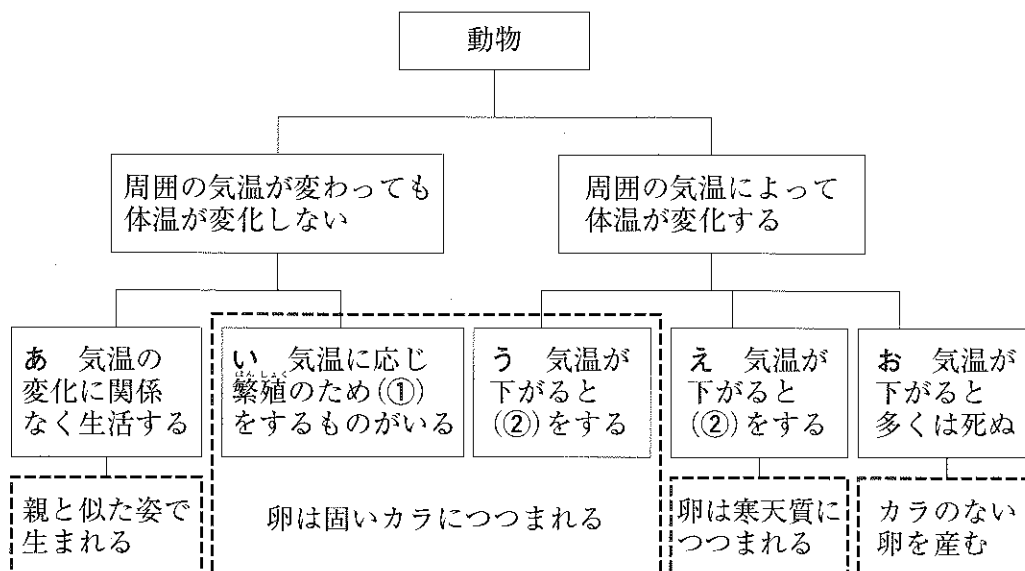 動物
周囲の気温が変わっても
体温が変化しない
周囲の気温によって
体温が変化する
あ 気温の
変化に関係
なく生活する
い 気温に応じ
繁殖のため(①)
はんしょく
をするものがいる
う 気温が
下がると
(②)をする
え 気温が
下がると
(②)をする
お 気温が
下がると
多くは死ぬ
親と似た姿で
生まれる
卵は固いカラにつつまれる
卵は寒天質に
つつまれる
カラのない
卵を産む